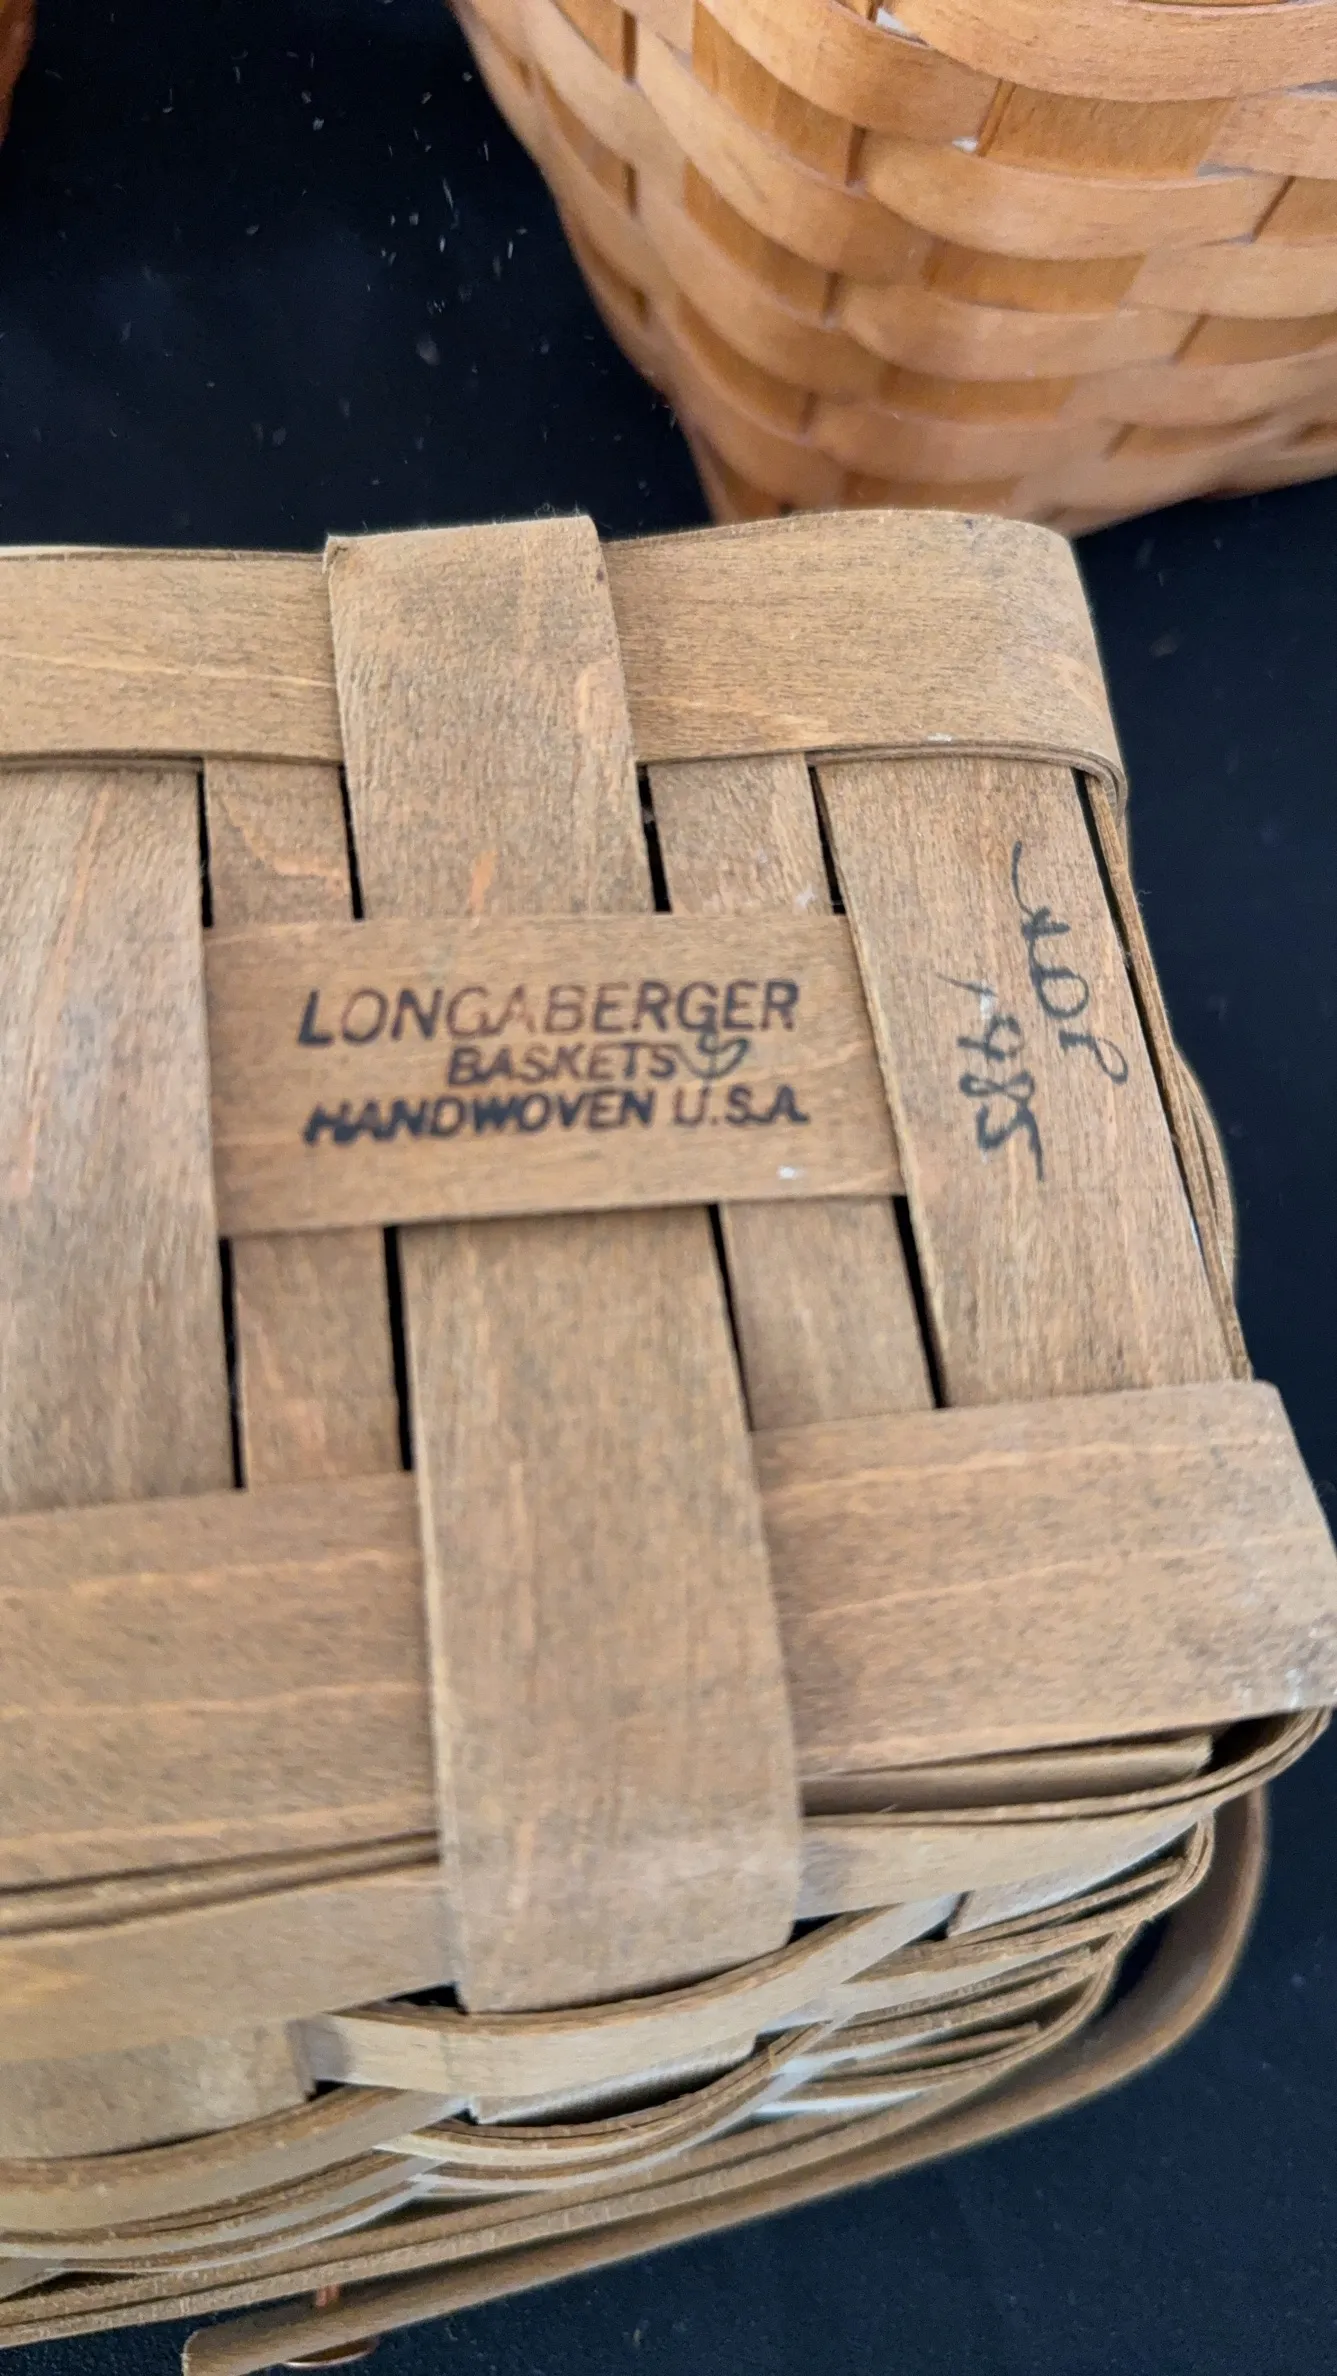 LONGABERGER
BASKETS
HANDWOVEN U.S.A.
1985